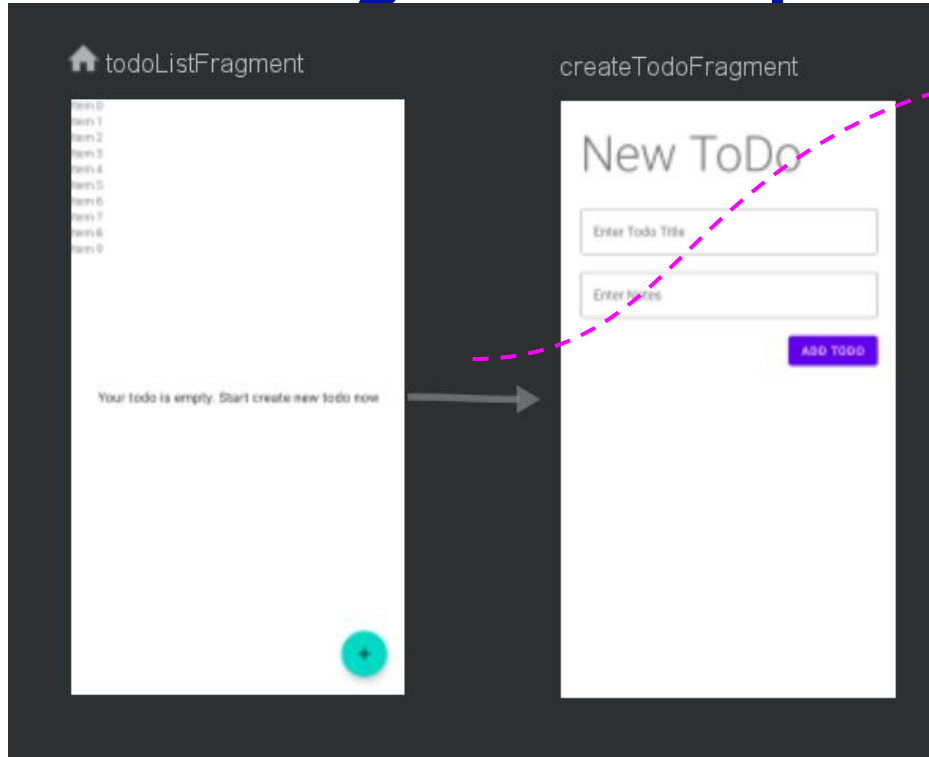 todoListFragment
Item 0
Item 1
Item 2
Item 3
Item 4
Item 5
Item 6
Item 7
Item 8
Item 9
Your todo is empty. Start create new todo now
+
createTodoFragment
New ToDo
Enter Todo Title
Enter Notes
ADD TODO